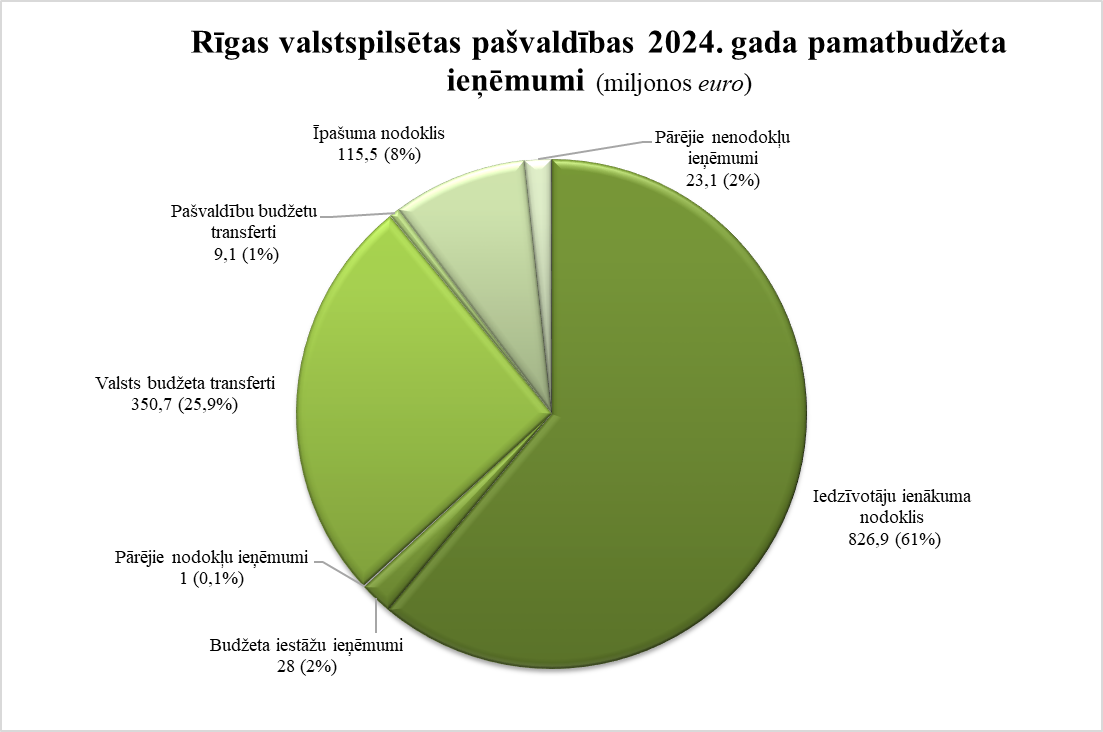 Rīgas valstspilsētas pašvaldības 2024. gada pamatbudžeta
ieņēmumi (miljonos euro)
Īpašuma nodoklis
115,5 (8%)
Pārējie nenodokļu
ieņēmumi
23,1 (2%)
Pašvaldību budžetu
transferti
9,1 (1%)
Valsts budžeta transferti
350,7 (25,9%)
Iedzīvotāju ienākuma
nodoklis
826,9 (61%)
Pārējie nodokļu ieņēmumi
1 (0,1%)
Budžeta iestāžu ieņēmumi
28 (2%)